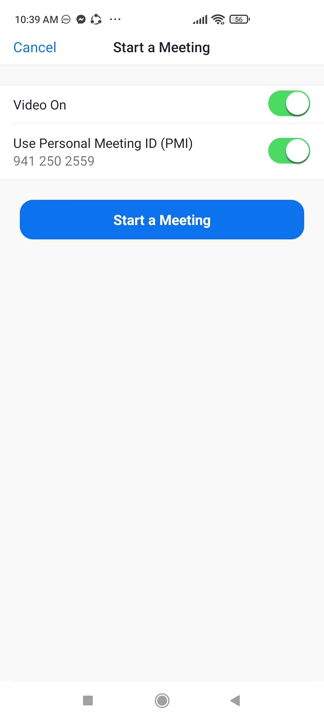 10:39 AM
56
Cancel
Start a Meeting
Video On
Use Personal Meeting ID (PMI)
941 250 2559
Start a Meeting